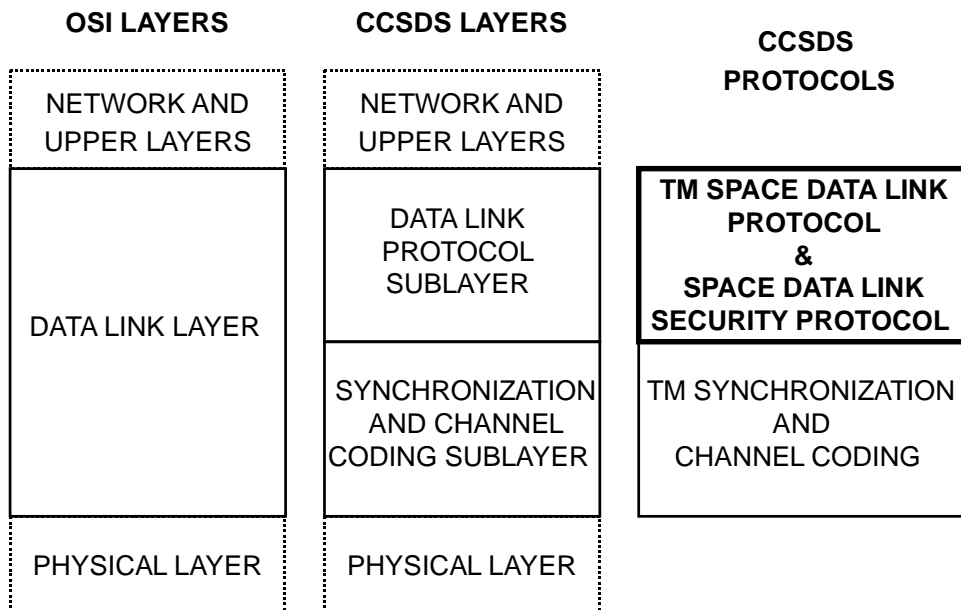 OSI LAYERS
NETWORK AND
UPPER LAYERS
DATA LINK LAYER
PHYSICAL LAYER
CCSDS LAYERS
NETWORK AND
UPPER LAYERS
DATA LINK
PROTOCOL
SUBLAYER
SYNCHRONIZATION
AND CHANNEL
CODING SUBLAYER
PHYSICAL LAYER
CCSDS
PROTOCOLS
TM SPACE DATA LINK
PROTOCOL
&
SPACE DATA LINK
SECURITY PROTOCOL
TM SYNCHRONIZATION
AND
CHANNEL CODING